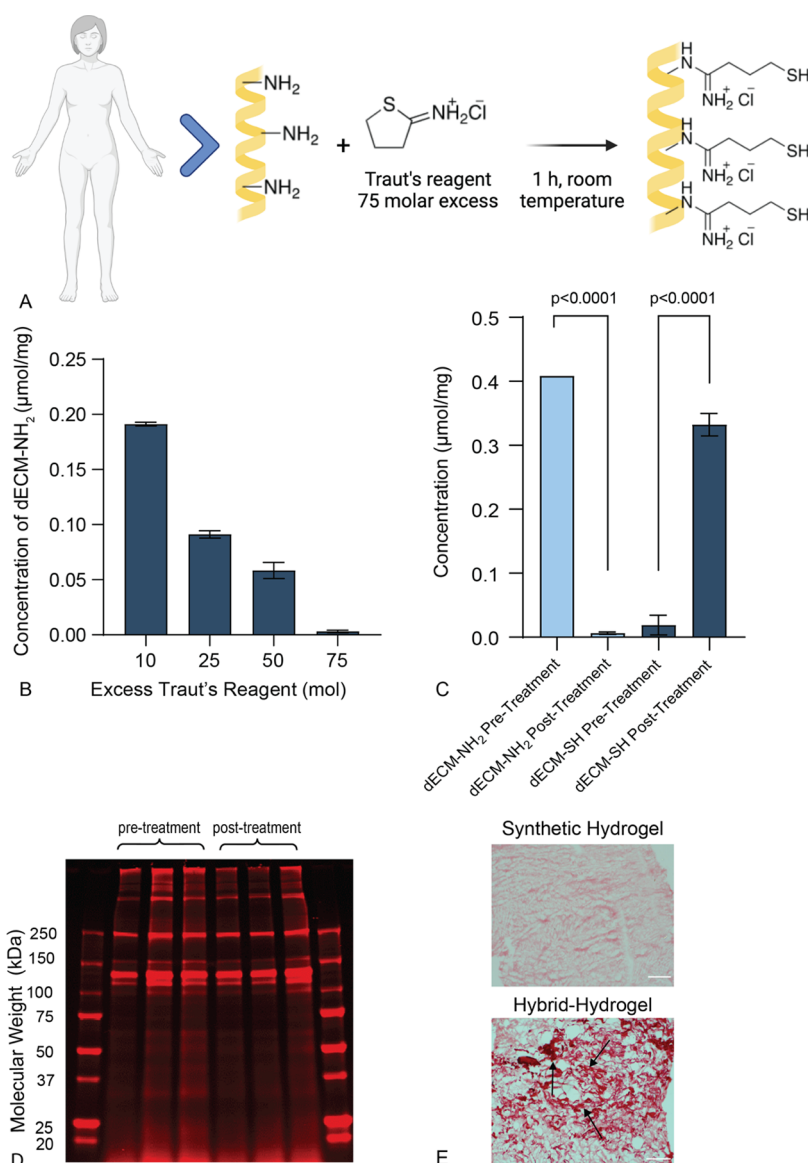 NH₂
NH₂
NH₂
+
S
NH₂Cl
+
−
Traut's reagent
75 molar excess
1 h, room
temperature
H
N
SH
NH₂ Cl
+
−
H
N
SH
NH₂ Cl
+
−
H
N
SH
NH₂ Cl
+
−
A
Concentration of dECM-NH₂ (µmol/mg)
0.25
0.20
0.15
0.10
0.05
0.00
10 25 50 75
Excess Traut's Reagent (mol)
B
Concentration (µmol/mg)
p<0.0001 p<0.0001
0.5
0.4
0.3
0.2
0.1
0.0
dECM-NH₂ Pre-Treatment
dECM-NH₂ Post-Treatment
dECM-SH Pre-Treatment
dECM-SH Post-Treatment
C
pre-treatment post-treatment
Molecular Weight (kDa)
250
150
100
75
50
37
25
20
D
Synthetic Hydrogel
Hybrid-Hydrogel
E